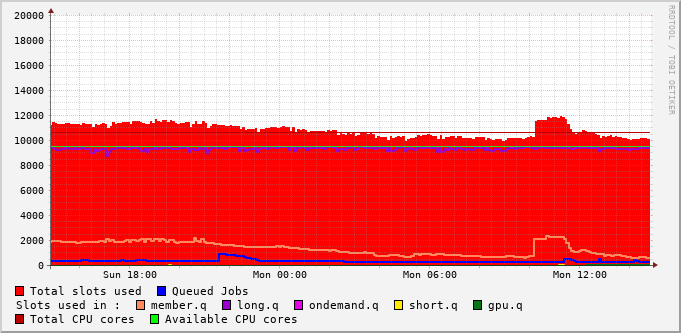 RRDTOOL / TOBI OETIKER
20000
18000
16000
14000
12000
10000
8000
6000
4000
2000
0
Sun 18:00 Mon 00:00 Mon 06:00 Mon 12:00
Total slots used Queued Jobs
Slots used in : member.q long.q ondemand.q short.q gpu.q
Total CPU cores Available CPU cores